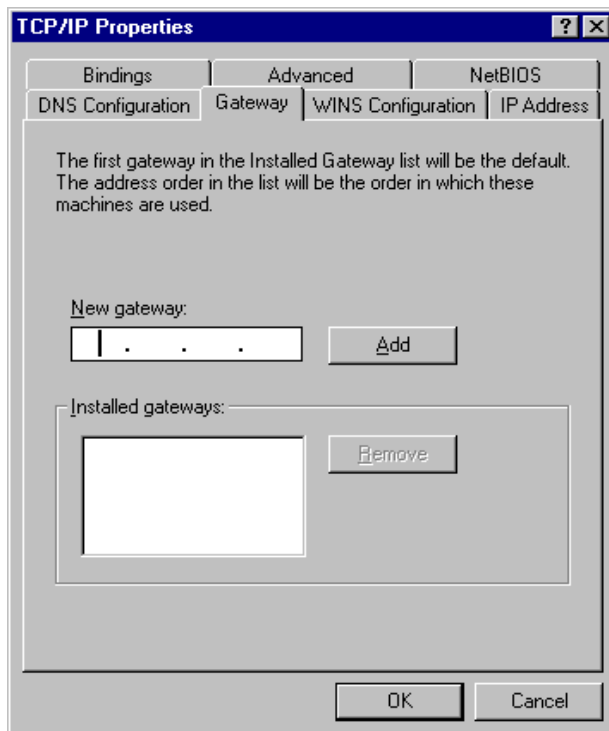 TCP/IP Properties
? X
Bindings Advanced NetBIOS
DNS Configuration Gateway WINS Configuration IP Address
The first gateway in the Installed Gateway list will be the default.
The address order in the list will be the order in which these
machines are used.
New gateway:
. . .
Add
Installed gateways:
Remove
OK Cancel